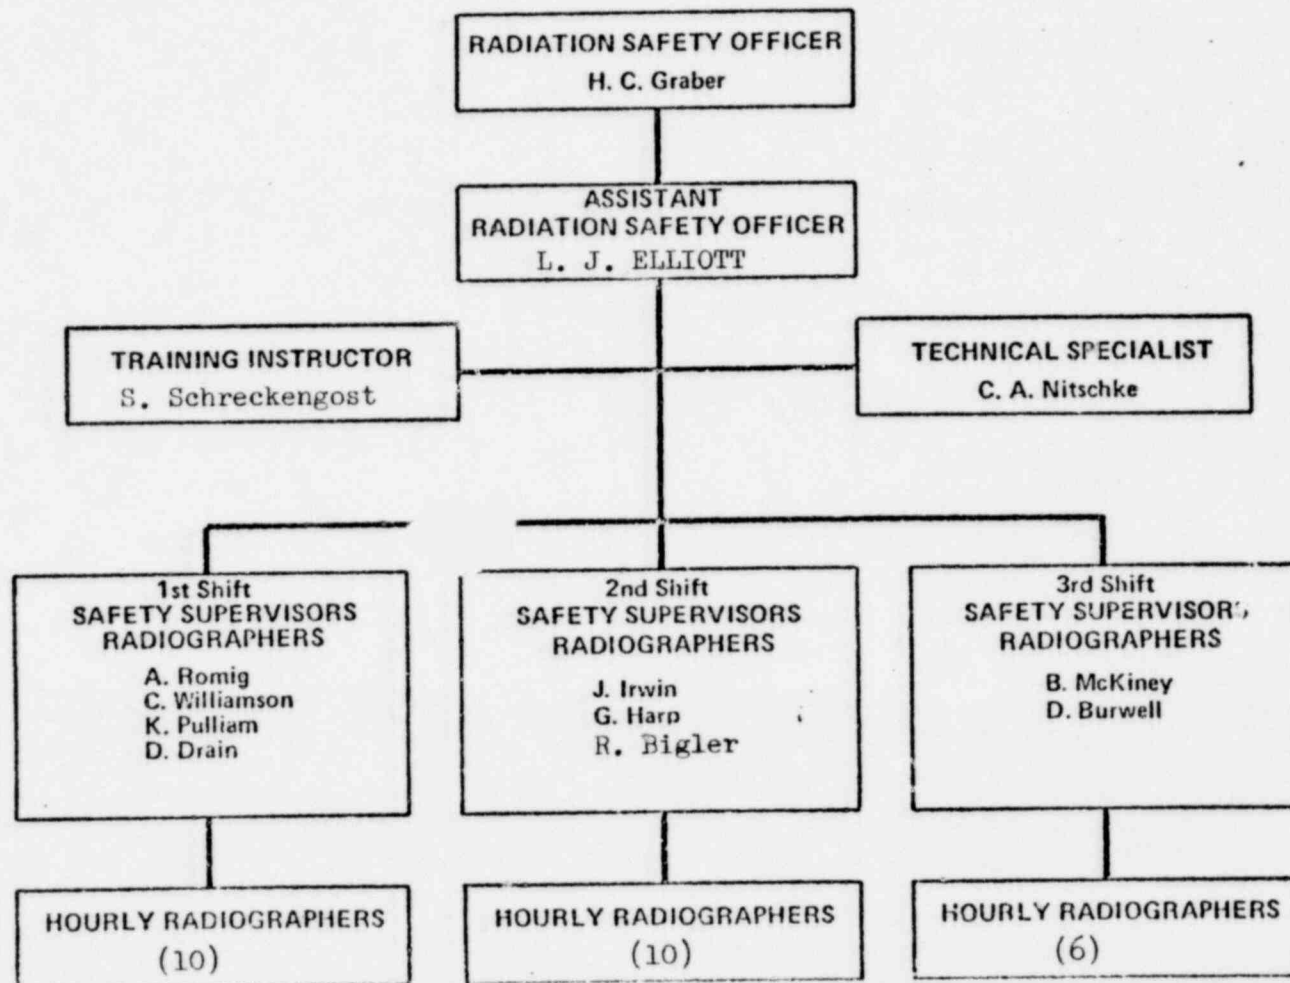 RADIATION SAFETY OFFICER
H. C. Graber
ASSISTANT
RADIATION SAFETY OFFICER
L. J. ELLIOTT
TRAINING INSTRUCTOR
S. Schreckengost
TECHNICAL SPECIALIST
C. A. Nitschke
1st Shift
SAFETY SUPERVISORS
RADIOGRAPHERS
A. Romig
C. Williamson
K. Pulliam
D. Drain
2nd Shift
SAFETY SUPERVISORS
RADIOGRAPHERS
J. Irwin
G. Harp
R. Bigler
3rd Shift
SAFETY SUPERVISORS
RADIOGRAPHERS
B. McKiney
D. Burwell
HOURLY RADIOGRAPHERS
(10)
HOURLY RADIOGRAPHERS
(10)
HOURLY RADIOGRAPHERS
(6)